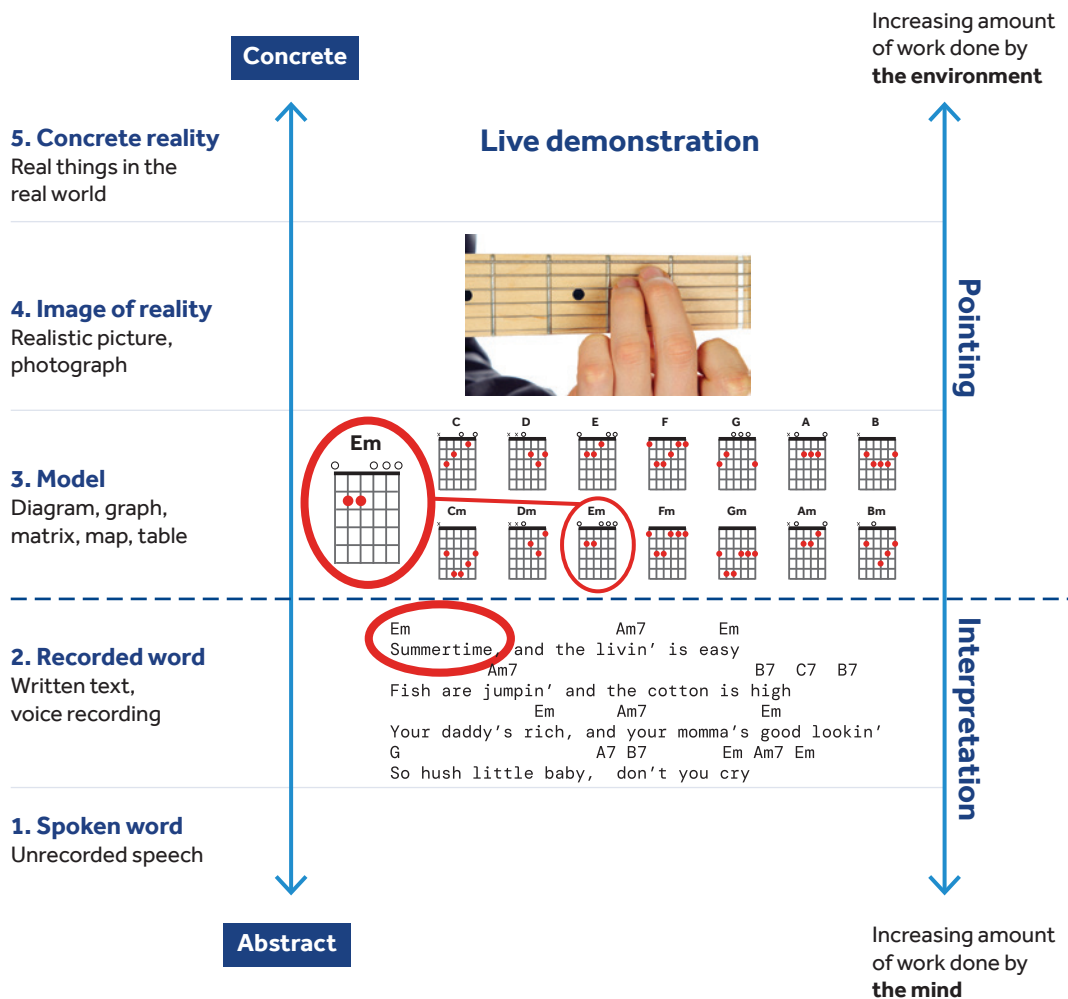 Increasing amount
of work done by
the environment
Concrete
5. Concrete reality
Real things in the
real world
Live demonstration
4. Image of reality
Realistic picture,
photograph
Pointing
3. Model
Diagram, graph,
matrix, map, table
Em
o o o o
C D E F G A B
x o o x x o o o o o o o x o o x
Cm Dm Em Fm Gm Am Bm
x x x o o o o o x o o x
2. Recorded word
Written text,
voice recording
Em Am7 Em
Summertime, and the livin’ is easy
Am7 B7 C7 B7
Fish are jumpin’ and the cotton is high
Em Am7 Em
Your daddy’s rich, and your momma’s good lookin’
G A7 B7 Em Am7 Em
So hush little baby, don’t you cry
Interpretation
1. Spoken word
Unrecorded speech
Abstract
Increasing amount
of work done by
the mind